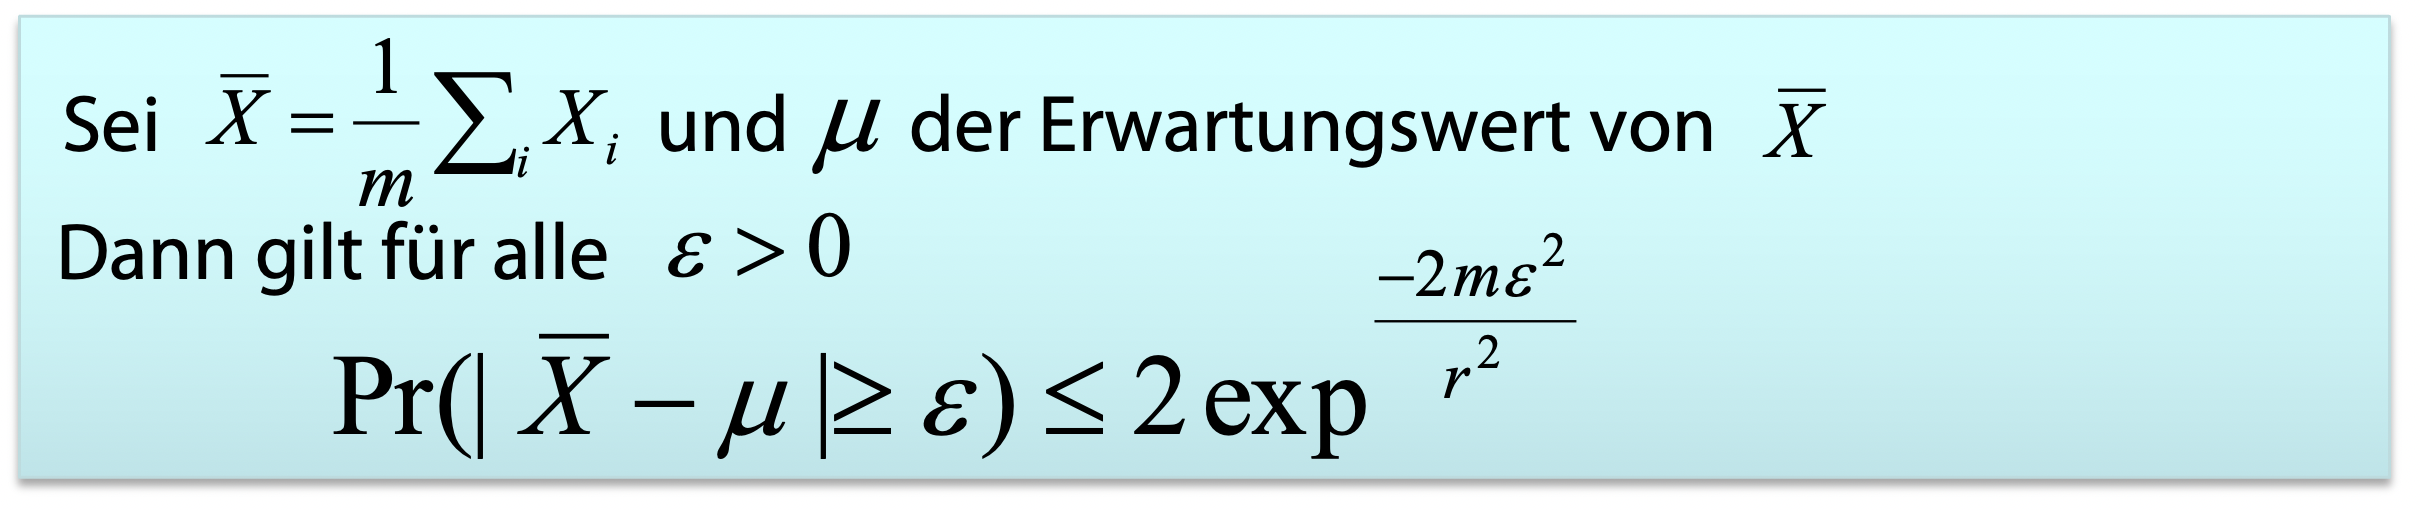 Sei X̄ = 1/m ∑ᵢ Xᵢ und μ der Erwartungswert von X̄
Dann gilt für alle ε > 0
Pr(| X̄ − μ |≥ ε) ≤ 2 exp^(−2mε²/r²)